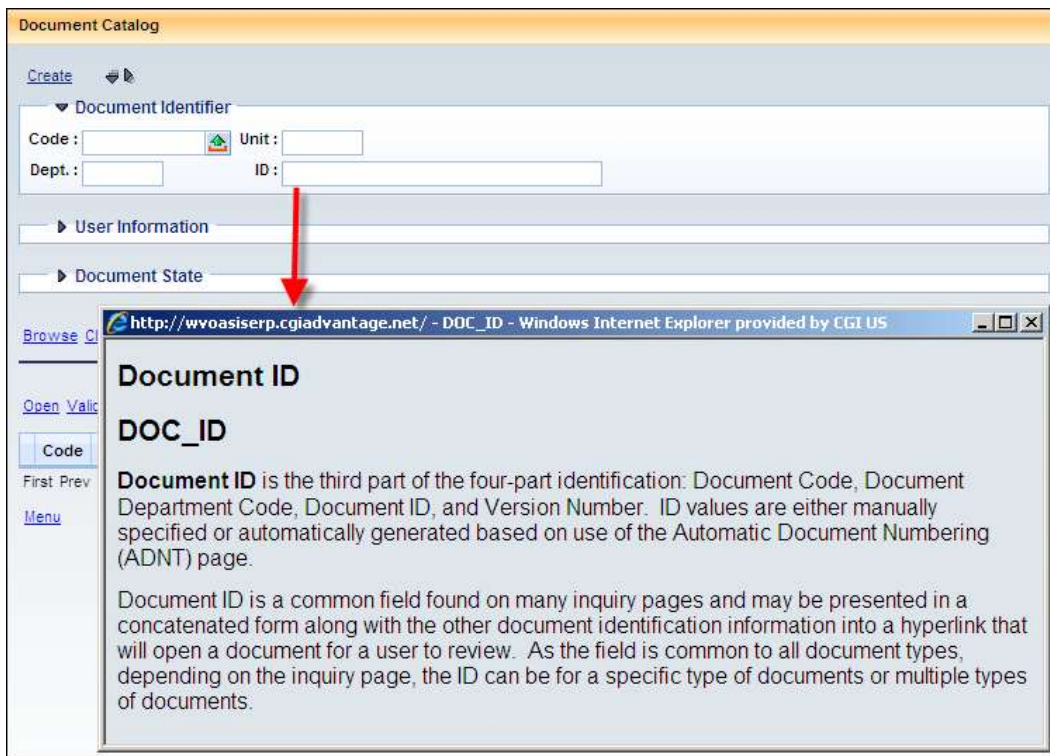 Document Catalog
Create
Document Identifier
Code : Unit :
Dept. : ID :
User Information
Document State
Browse Cl
http://wvoasiserp.cgiadvantage.net/ - DOC_ID - Windows Internet Explorer provided by CGI US
Document ID
DOC_ID
Open Valid
Code
First Prev
Menu
Document ID is the third part of the four-part identification: Document Code, Document
Department Code, Document ID, and Version Number. ID values are either manually
specified or automatically generated based on use of the Automatic Document Numbering
(ADNT) page.
Document ID is a common field found on many inquiry pages and may be presented in a
concatenated form along with the other document identification information into a hyperlink that
will open a document for a user to review. As the field is common to all document types,
depending on the inquiry page, the ID can be for a specific type of documents or multiple types
of documents.